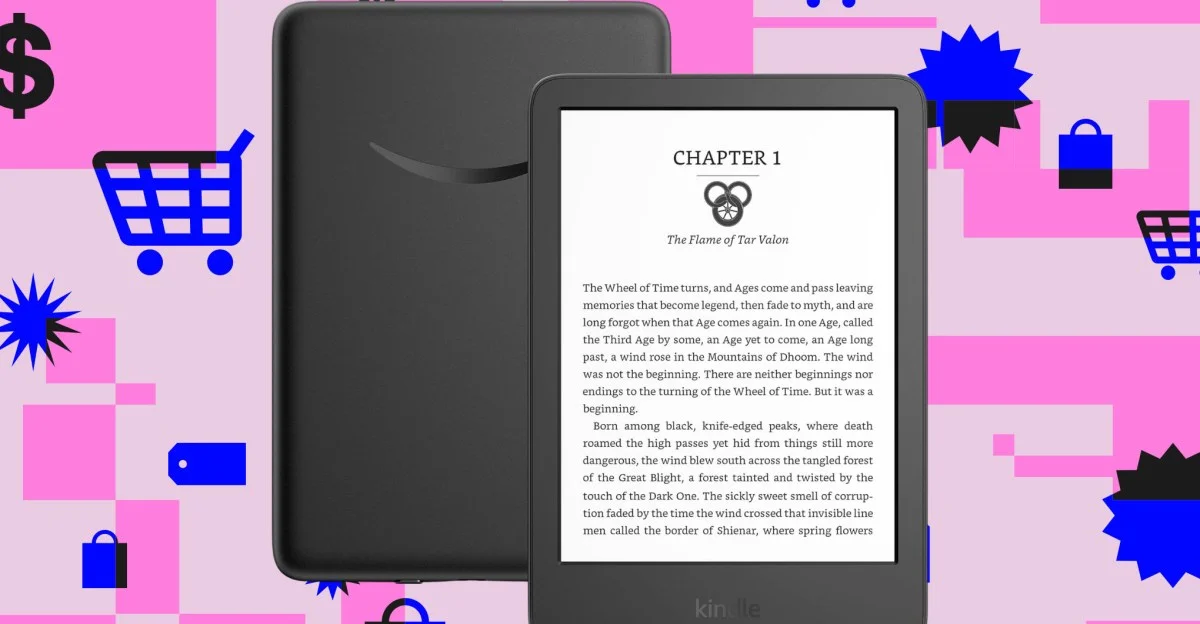 $
CHAPTER 1
The Flame of Tar Valon
The Wheel of Time turns, and Ages come and pass leaving
memories that become legend, then fade to myth, and are
long forgot when that Age comes again. In one Age, called
the Third Age by some, an Age yet to come, an Age long
past, a wind rose in the Mountains of Dhoom. The wind
was not the beginning. There are neither beginnings nor
endings to the turning of the Wheel of Time. But it was a
beginning.
Born among black, knife-edged peaks, where death
roamed the high passes yet hid from things still more
dangerous, the wind blew south across the tangled forest
of the Great Blight, a forest tainted and twisted by the
touch of the Dark One. The sickly sweet smell of corrup-
tion faded by the time the wind crossed that invisible line
men called the border of Shienar, where spring flowers
kindle